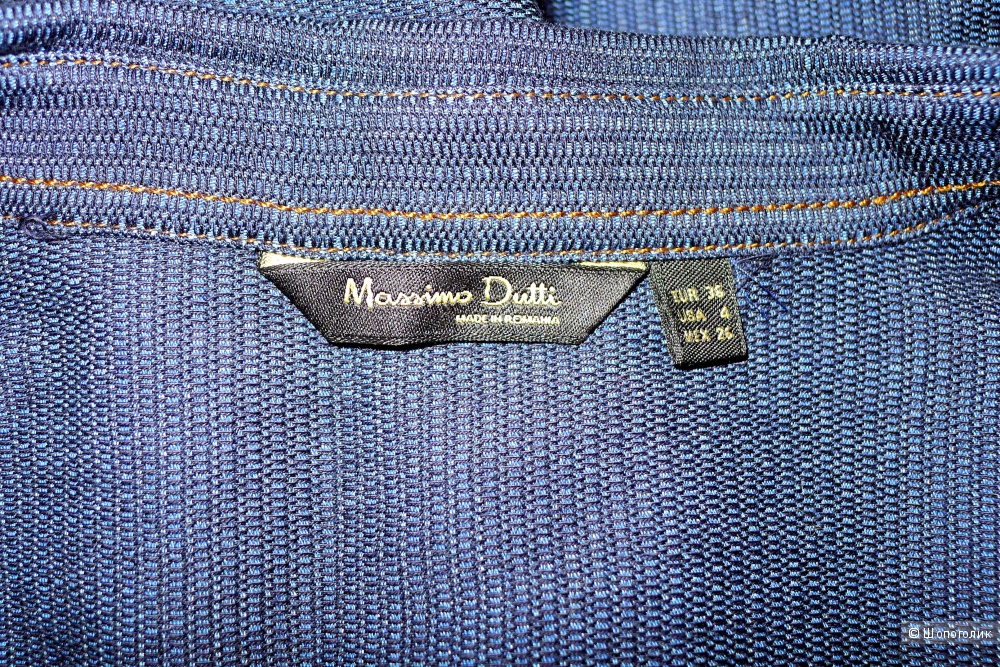 Massimo Dutti
MADE IN ROMANIA
EUR 36
USA 4
MEX 26
© Шопоголик